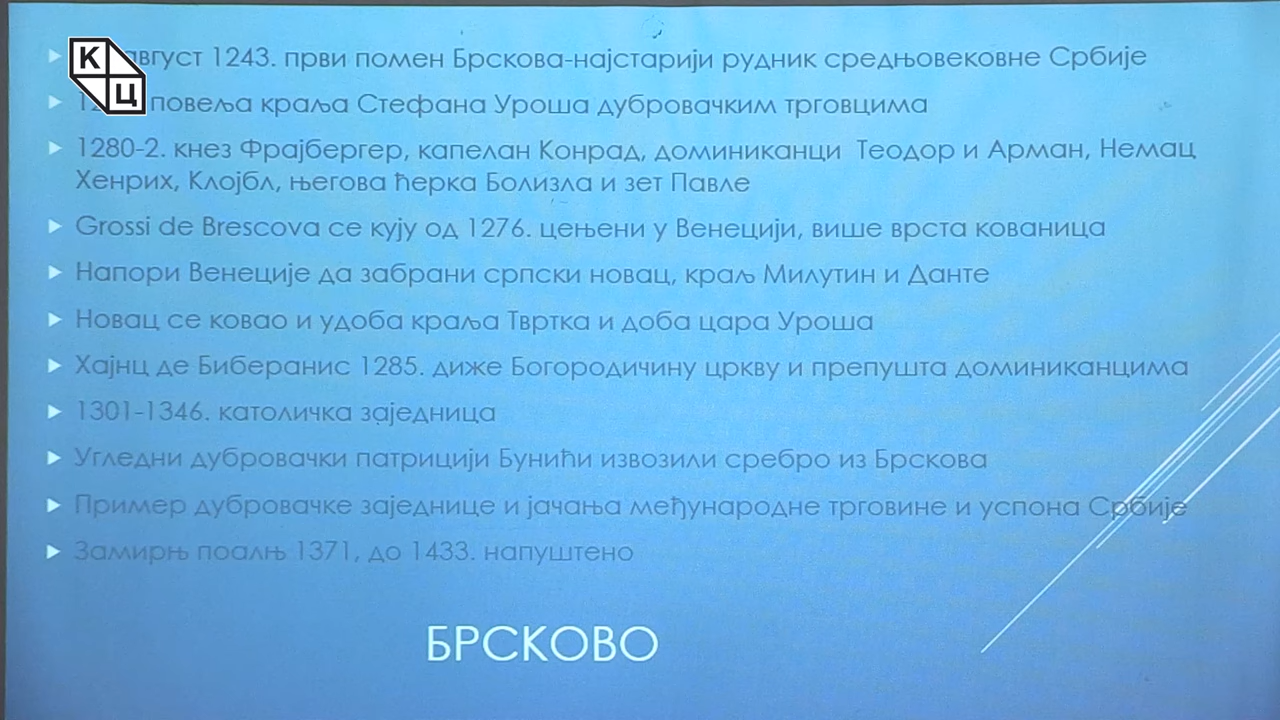 К
Ц
август 1243. први помен Брскова-најстарији рудник средњовековне Србије
повеља краља Стефана Уроша дубровачким трговцима
1280-2. кнез Фрајбергер, капелан Конрад, доминиканци Теодор и Арман, Немац
Хенрих, Клојбл, његова ћерка Болизла и зет Павле
Grossi de Brescova се кују од 1276. цењени у Венецији, више врста кованица
Напори Венеције да забрани српски новац, краљ Милутин и Данте
Новац се ковао и удоба краља Твртка и доба цара Уроша
Хајнц де Биберанис 1285. диже Богородичину цркву и препушта доминиканцима
1301-1346. католичка заједница
Угледни дубровачки патрицији Бунићи извозили сребро из Брскова
Пример дубровачке заједнице и јачања међународне трговине и успона Србије
Замирњ поалњ 1371, до 1433. напуштено
БРСКОВО